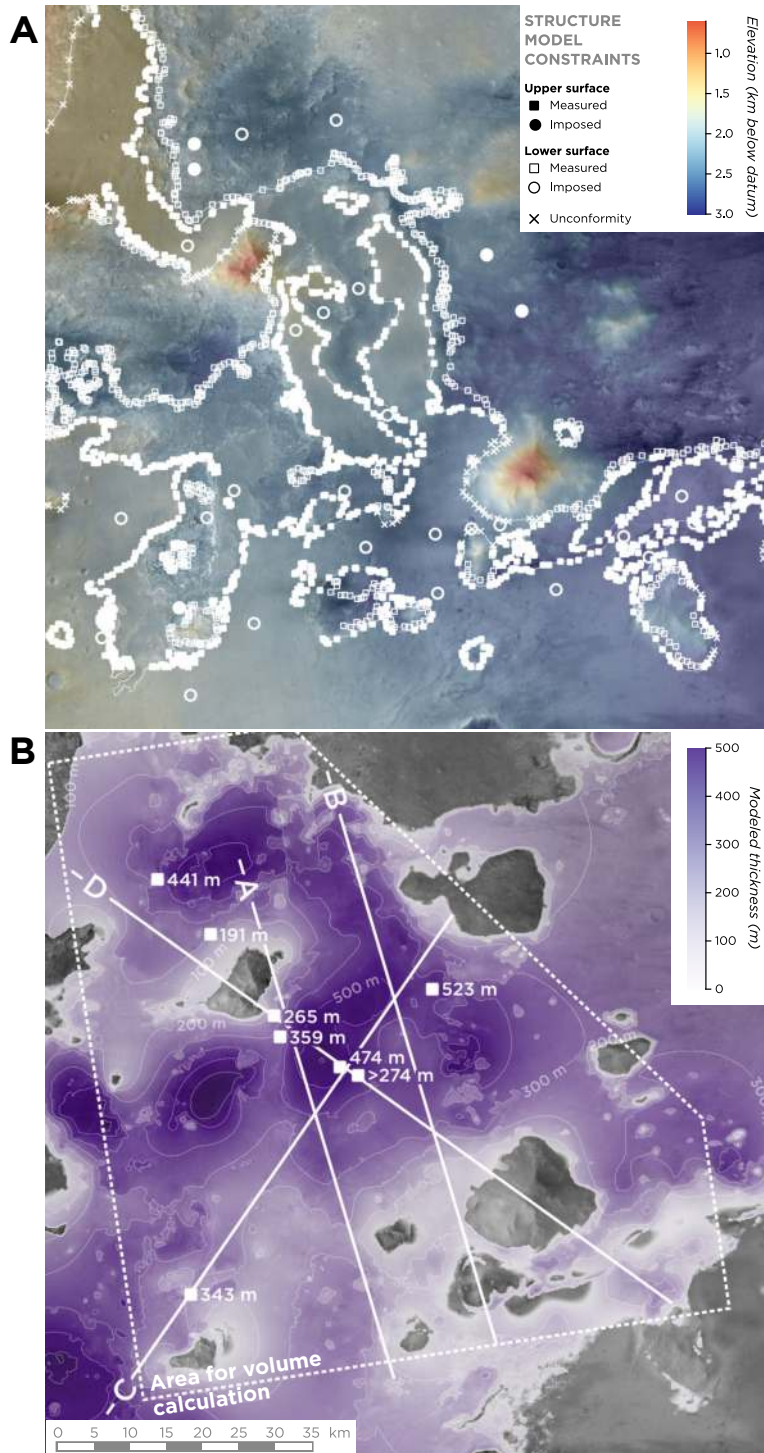 A
STRUCTURE
MODEL
CONSTRAINTS
Upper surface
Measured
Imposed
Lower surface
Measured
Imposed
Unconformity
1.0
1.5
2.0
2.5
3.0
Elevation (km below datum)
B
500
400
300
200
100
0
Modeled thickness (m)
100 m
B
D
A
441 m
191 m
100 m
500 m
523 m
265 m
200 m
359 m
200 m
474 m
>274 m
300 m
300 m
343 m
C
Area for volume
calculation
0 5 10 15 20 25 30 35 km